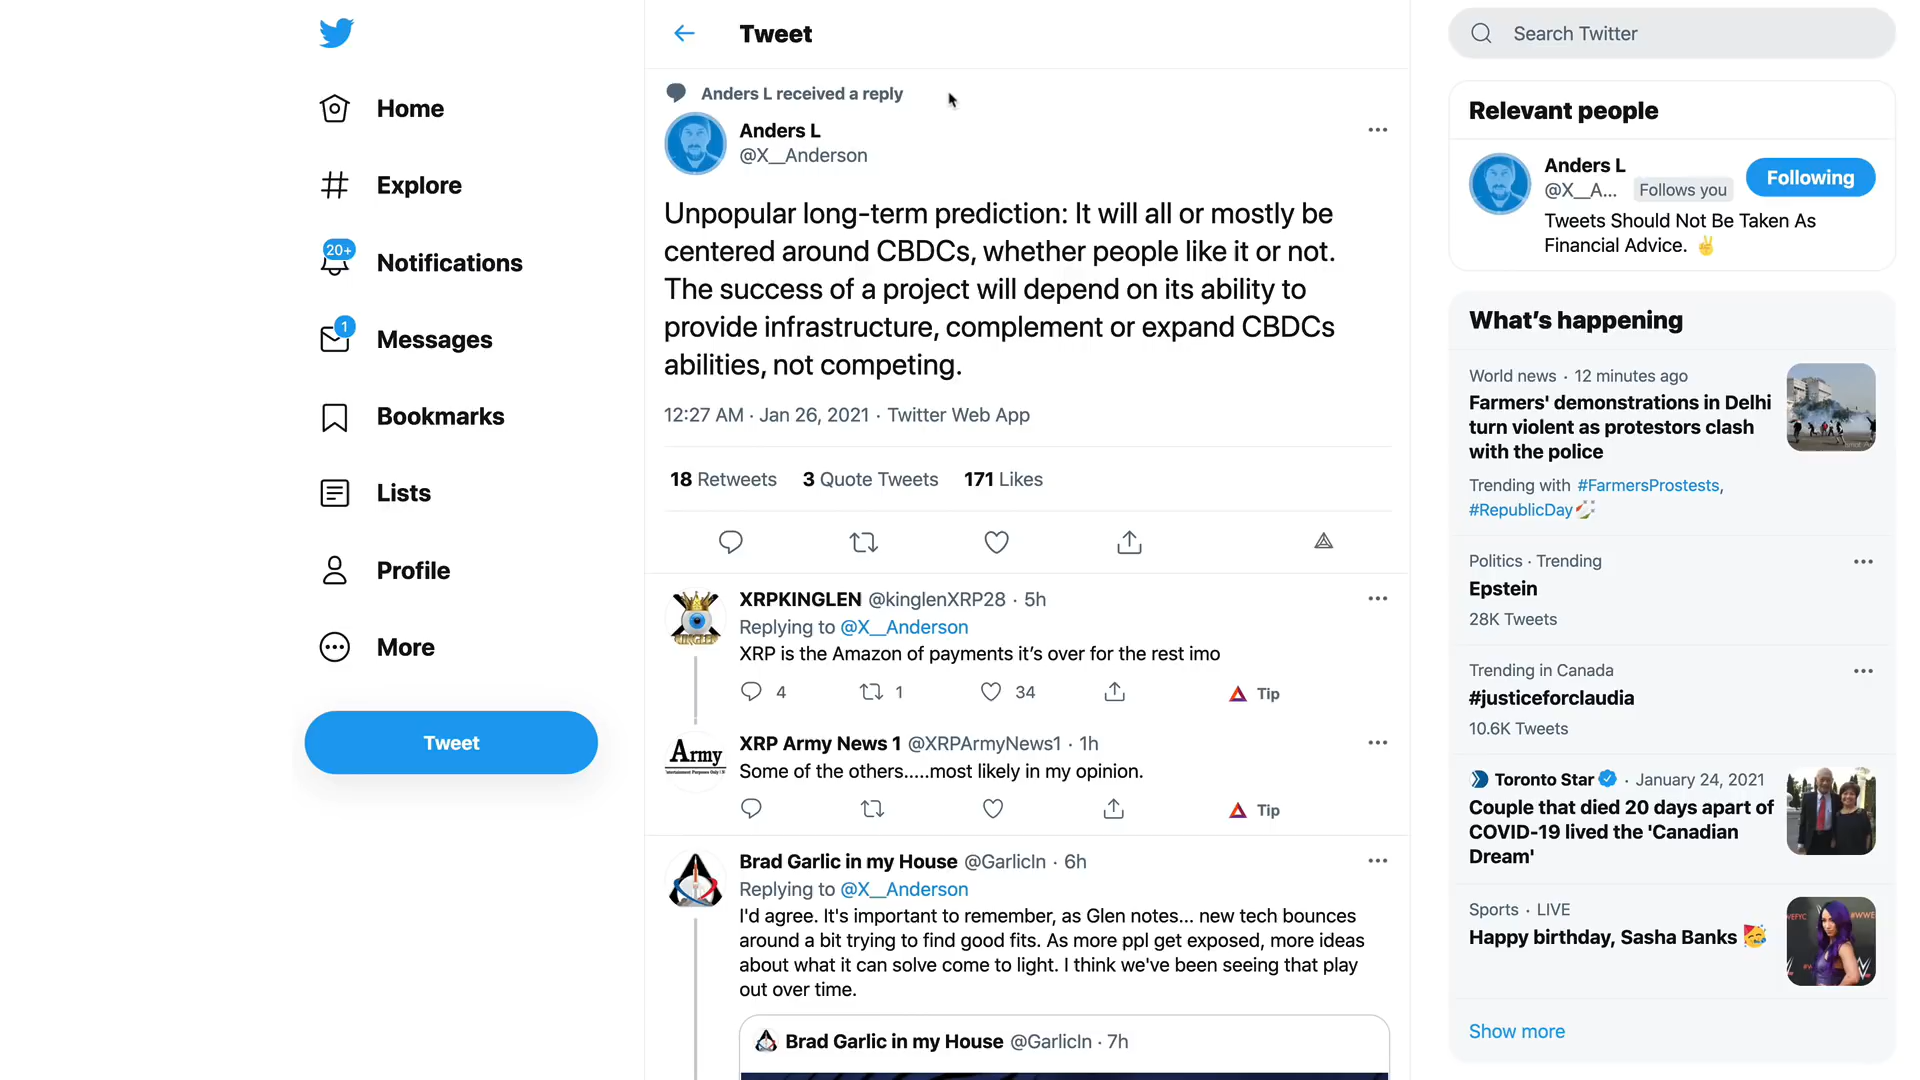 Home
Explore
20+
Notifications
1
Messages
Bookmarks
Lists
Profile
More
Tweet
Tweet
Anders L received a reply
Anders L
@X__Anderson
Unpopular long-term prediction: It will all or mostly be
centered around CBDCs, whether people like it or not.
The success of a project will depend on its ability to
provide infrastructure, complement or expand CBDCs
abilities, not competing.
12:27 AM · Jan 26, 2021 · Twitter Web App
18 Retweets 3 Quote Tweets 171 Likes
XRPKINGLEN @kinglenXRP28 · 5h
Replying to @X__Anderson
XRP is the Amazon of payments it’s over for the rest imo
4 1 34 Tip
Army
XRP Army News 1 @XRPArmyNews1 · 1h
Some of the others.....most likely in my opinion.
Tip
Brad Garlic in my House @GarlicIn · 6h
Replying to @X__Anderson
I'd agree. It's important to remember, as Glen notes... new tech bounces
around a bit trying to find good fits. As more ppl get exposed, more ideas
about what it can solve come to light. I think we've been seeing that play
out over time.
Brad Garlic in my House @GarlicIn · 7h
Search Twitter
Relevant people
Anders L
@X__A... Follows you
Following
Tweets Should Not Be Taken As
Financial Advice. ✌
What’s happening
World news · 12 minutes ago
Farmers' demonstrations in Delhi
turn violent as protestors clash
with the police
Trending with #FarmersProstests,
#RepublicDay
Politics · Trending
Epstein
28K Tweets
Trending in Canada
#justiceforclaudia
10.6K Tweets
Toronto Star · January 24, 2021
Couple that died 20 days apart of
COVID-19 lived the 'Canadian
Dream'
Sports · LIVE
Happy birthday, Sasha Banks 🥳
Show more